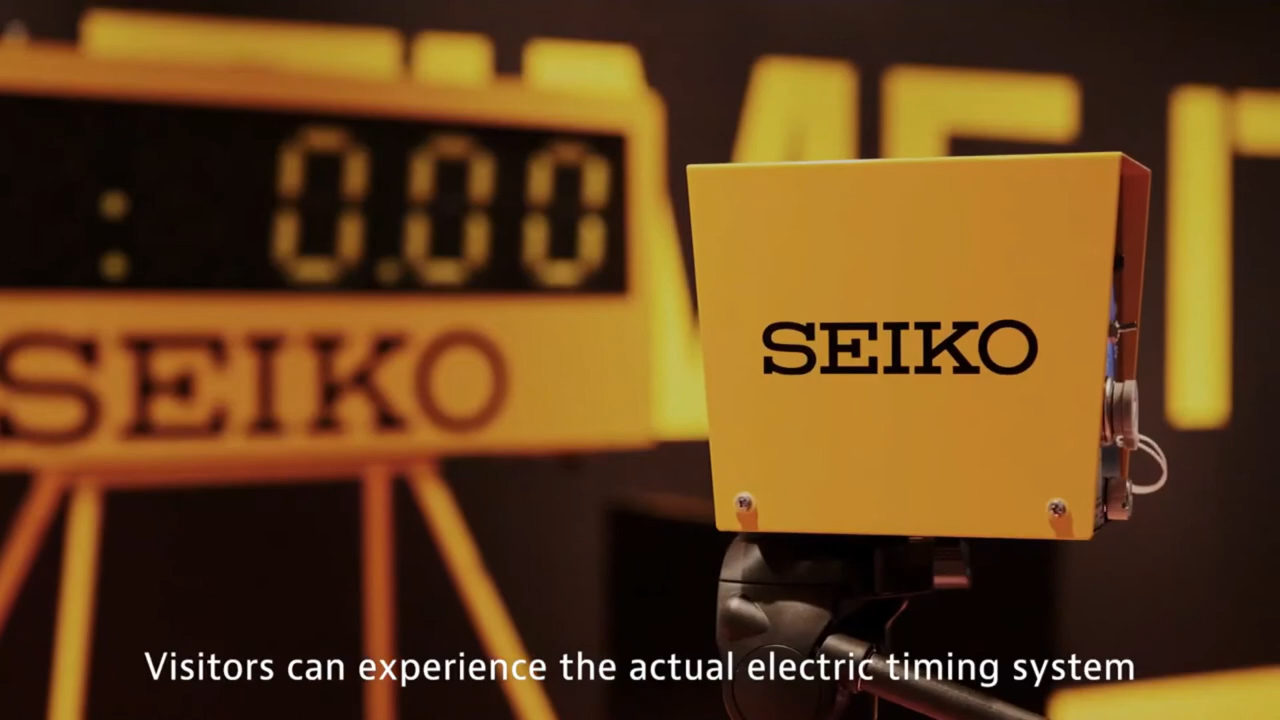 : 0.00
SEIKO
SEIKO
Visitors can experience the actual electric timing system